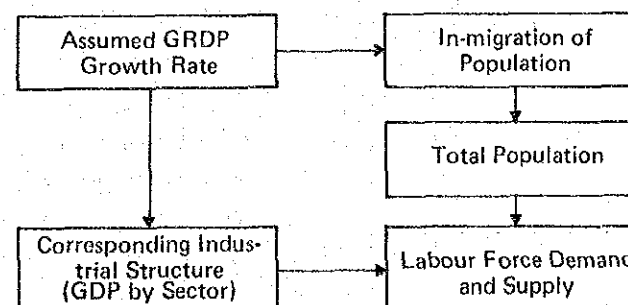 Assumed GRDP
Growth Rate
In-migration of
Population
Total Population
Corresponding Indus-
trial Structure
(GDP by Sector)
Labour Force Demand
and Supply